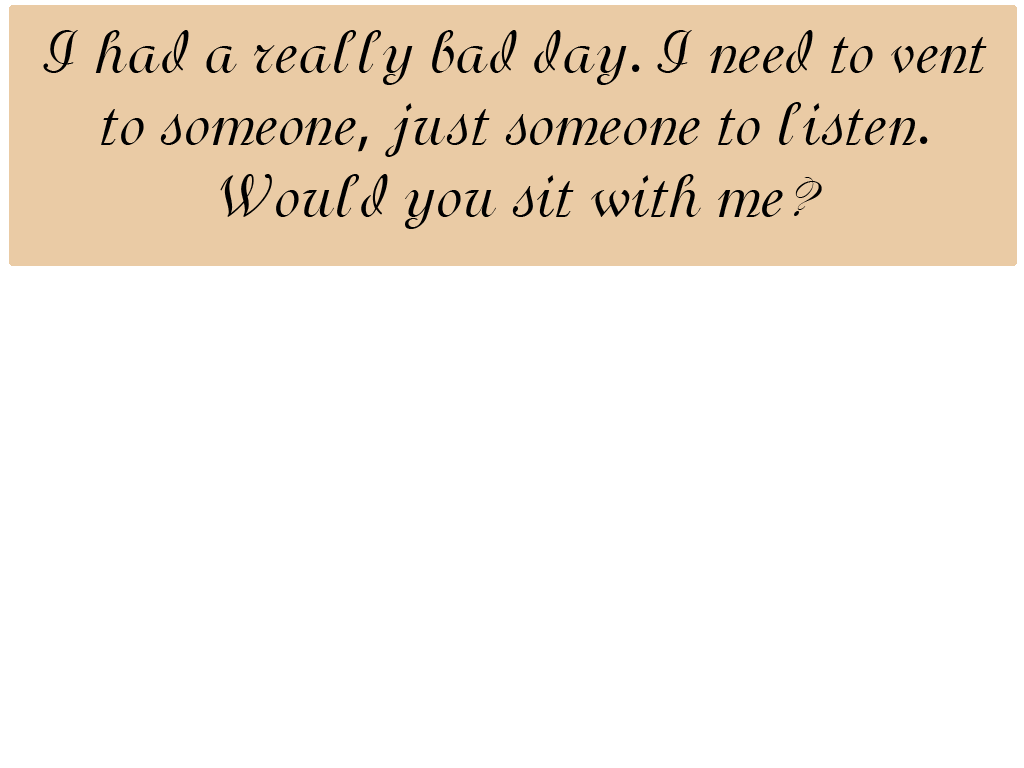 I had a really bad day. I need to vent
to someone, just someone to listen.
Would you sit with me?